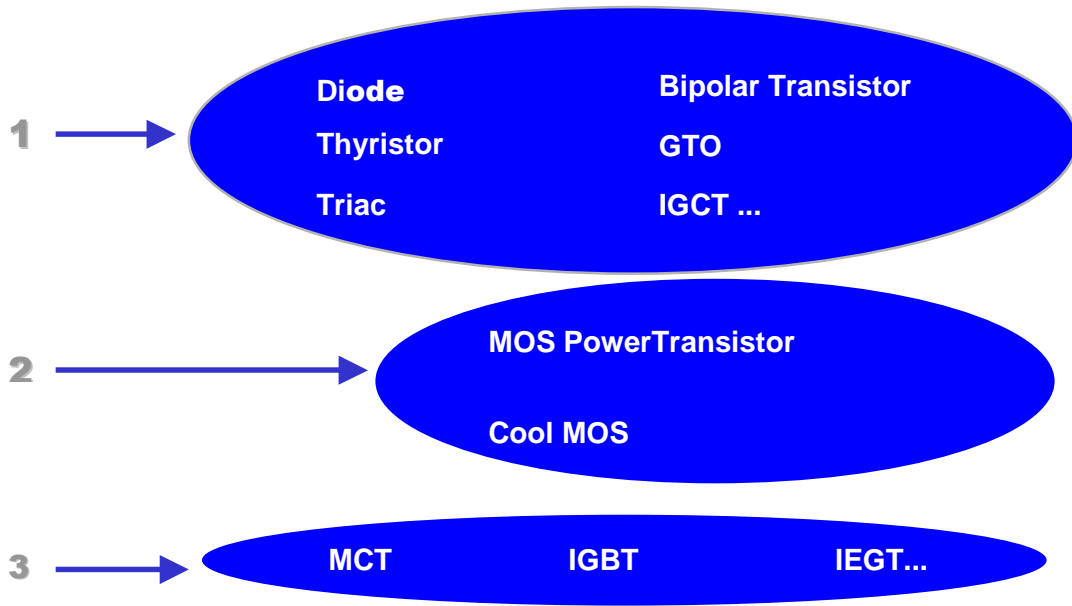 Diode Bipolar Transistor
1 Thyristor GTO
Triac IGCT ...
MOS PowerTransistor
2
Cool MOS
3 MCT IGBT IEGT...